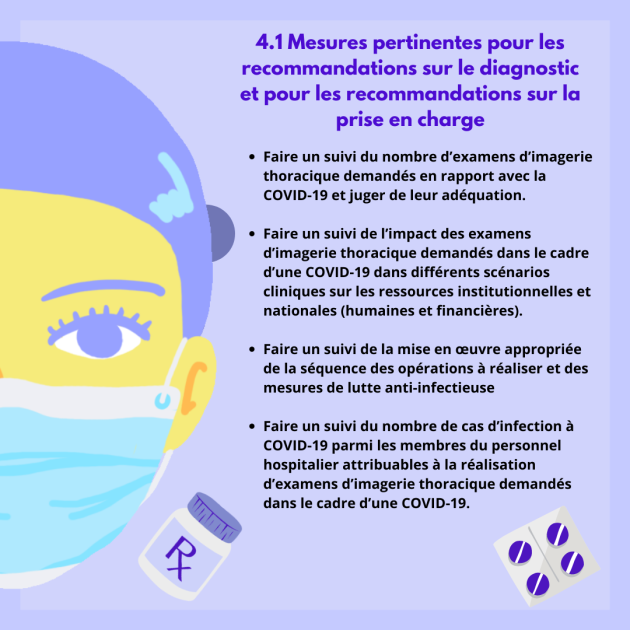 4.1 Mesures pertinentes pour les
recommandations sur le diagnostic
et pour les recommandations sur la
prise en charge
• Faire un suivi du nombre d'examens d'imagerie
thoracique demandés en rapport avec la
COVID-19 et juger de leur adéquation.
• Faire un suivi de l'impact des examens
d'imagerie thoracique demandés dans le cadre
d'une COVID-19 dans différents scénarios
cliniques sur les ressources institutionnelles et
nationales (humaines et financières).
• Faire un suivi de la mise en œuvre appropriée
de la séquence des opérations à réaliser et des
mesures de lutte anti-infectieuse
• Faire un suivi du nombre de cas d'infection à
COVID-19 parmi les membres du personnel
hospitalier attribuables à la réalisation
d'examens d'imagerie thoracique demandés
dans le cadre d'une COVID-19.
Rx